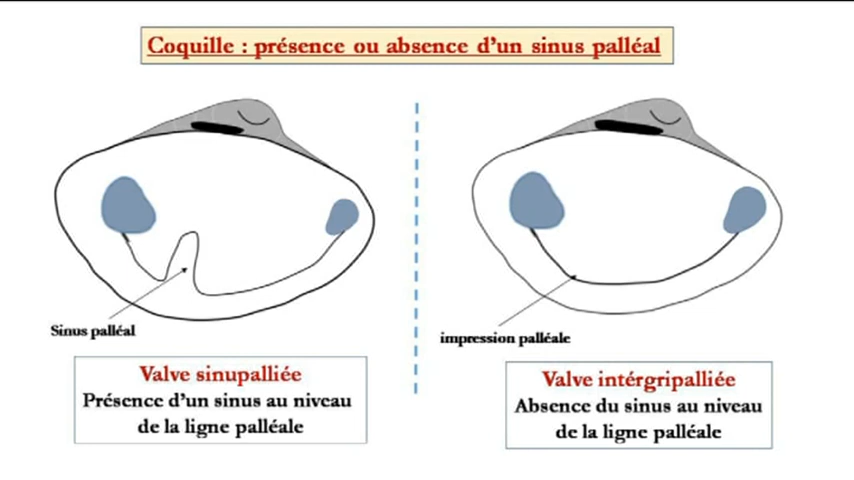 Coquille : présence ou absence d'un sinus palléal
Sinus palléal
Valve sinupalliée
Présence d'un sinus au niveau
de la ligne palléale
impression palléale
Valve intérgripalliée
Absence du sinus au niveau
de la ligne palléale